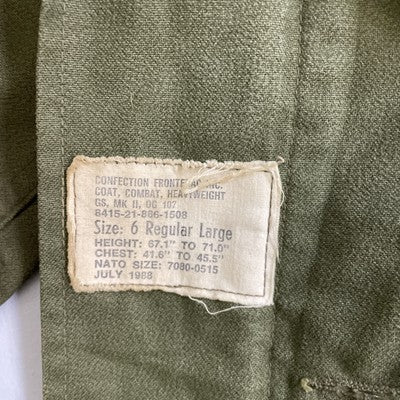 CONFECTION FRONTENAC INC.
COAT, COMBAT, HEAVYWEIGHT
GS, MK II, OG 107
8415-21-866-1508
Size: 6 Regular Large
HEIGHT: 67.1" TO 71.0"
CHEST: 41.6" TO 45.5"
NATO SIZE: 7080-0515
JULY 1988